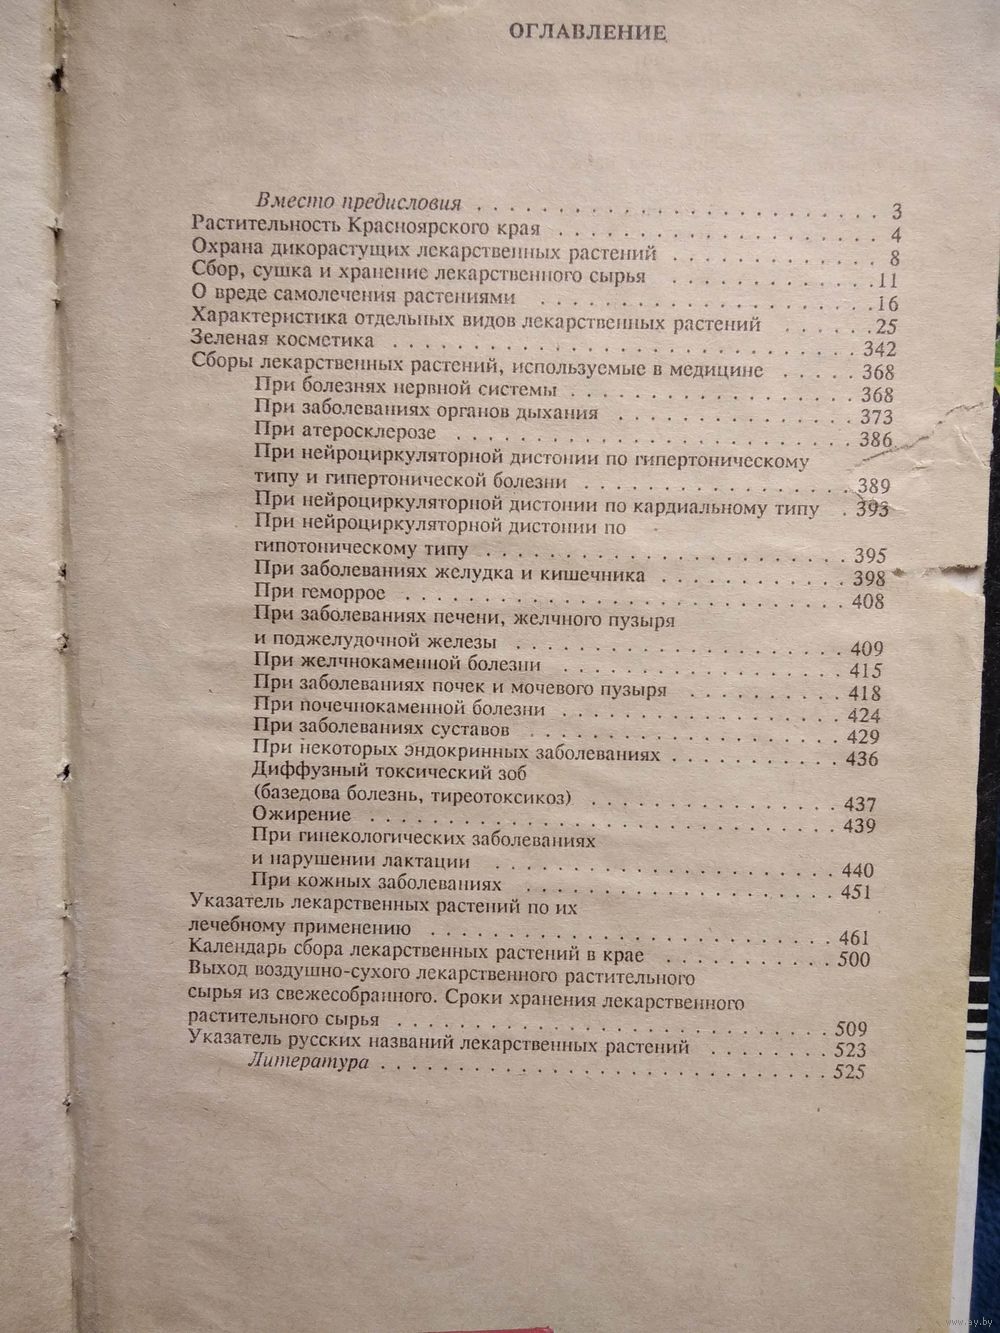 ОГЛАВЛЕНИЕ
Вместо предисловия . . . . . . . . . . . . . . . . . . . . 3
Растительность Красноярского края . . . . . . . . . . . . . . . . 4
Охрана дикорастущих лекарственных растений . . . . . . . . . . 8
Сбор, сушка и хранение лекарственного сырья . . . . . . . . . . 11
О вреде самолечения растениями . . . . . . . . . . . . . . . . 16
Характеристика отдельных видов лекарственных растений . . . . . . 25
Зеленая косметика . . . . . . . . . . . . . . . . . . . . . . 342
Сборы лекарственных растений, используемые в медицине . . . . . 368
При болезнях нервной системы . . . . . . . . . . . . . . 368
При заболеваниях органов дыхания . . . . . . . . . . . 373
При атеросклерозе . . . . . . . . . . . . . . . . . . . 386
При нейроциркуляторной дистонии по гипертоническому
типу и гипертонической болезни . . . . . . . . . . . . . 389
При нейроциркуляторной дистонии по кардиальному типу . 393
При нейроциркуляторной дистонии по
гипотоническому типу . . . . . . . . . . . . . . . . . . 395
При заболеваниях желудка и кишечника . . . . . . . . . 398
При геморрое . . . . . . . . . . . . . . . . . . . . . . 408
При заболеваниях печени, желчного пузыря
и поджелудочной железы . . . . . . . . . . . . . . . . 409
При желчнокаменной болезни . . . . . . . . . . . . . . 415
При заболеваниях почек и мочевого пузыря . . . . . . . . 418
При почечнокаменной болезни . . . . . . . . . . . . . . 424
При заболеваниях суставов . . . . . . . . . . . . . . . 429
При некоторых эндокринных заболеваниях . . . . . . . . . 436
Диффузный токсический зоб
(базедова болезнь, тиреотоксикоз) . . . . . . . . . . . . 437
Ожирение . . . . . . . . . . . . . . . . . . . . . . . 439
При гинекологических заболеваниях
и нарушении лактации . . . . . . . . . . . . . . . . . 440
При кожных заболеваниях . . . . . . . . . . . . . . . 451
Указатель лекарственных растений по их
лечебному применению . . . . . . . . . . . . . . . . . . . 461
Календарь сбора лекарственных растений в крае . . . . . . . . 500
Выход воздушно-сухого лекарственного растительного
сырья из свежесобранного. Сроки хранения лекарственного
растительного сырья . . . . . . . . . . . . . . . . . . . . 509
Указатель русских названий лекарственных растений . . . . . . 523
Литература . . . . . . . . . . . . . . . . . . . . . . 525
www.ay.by